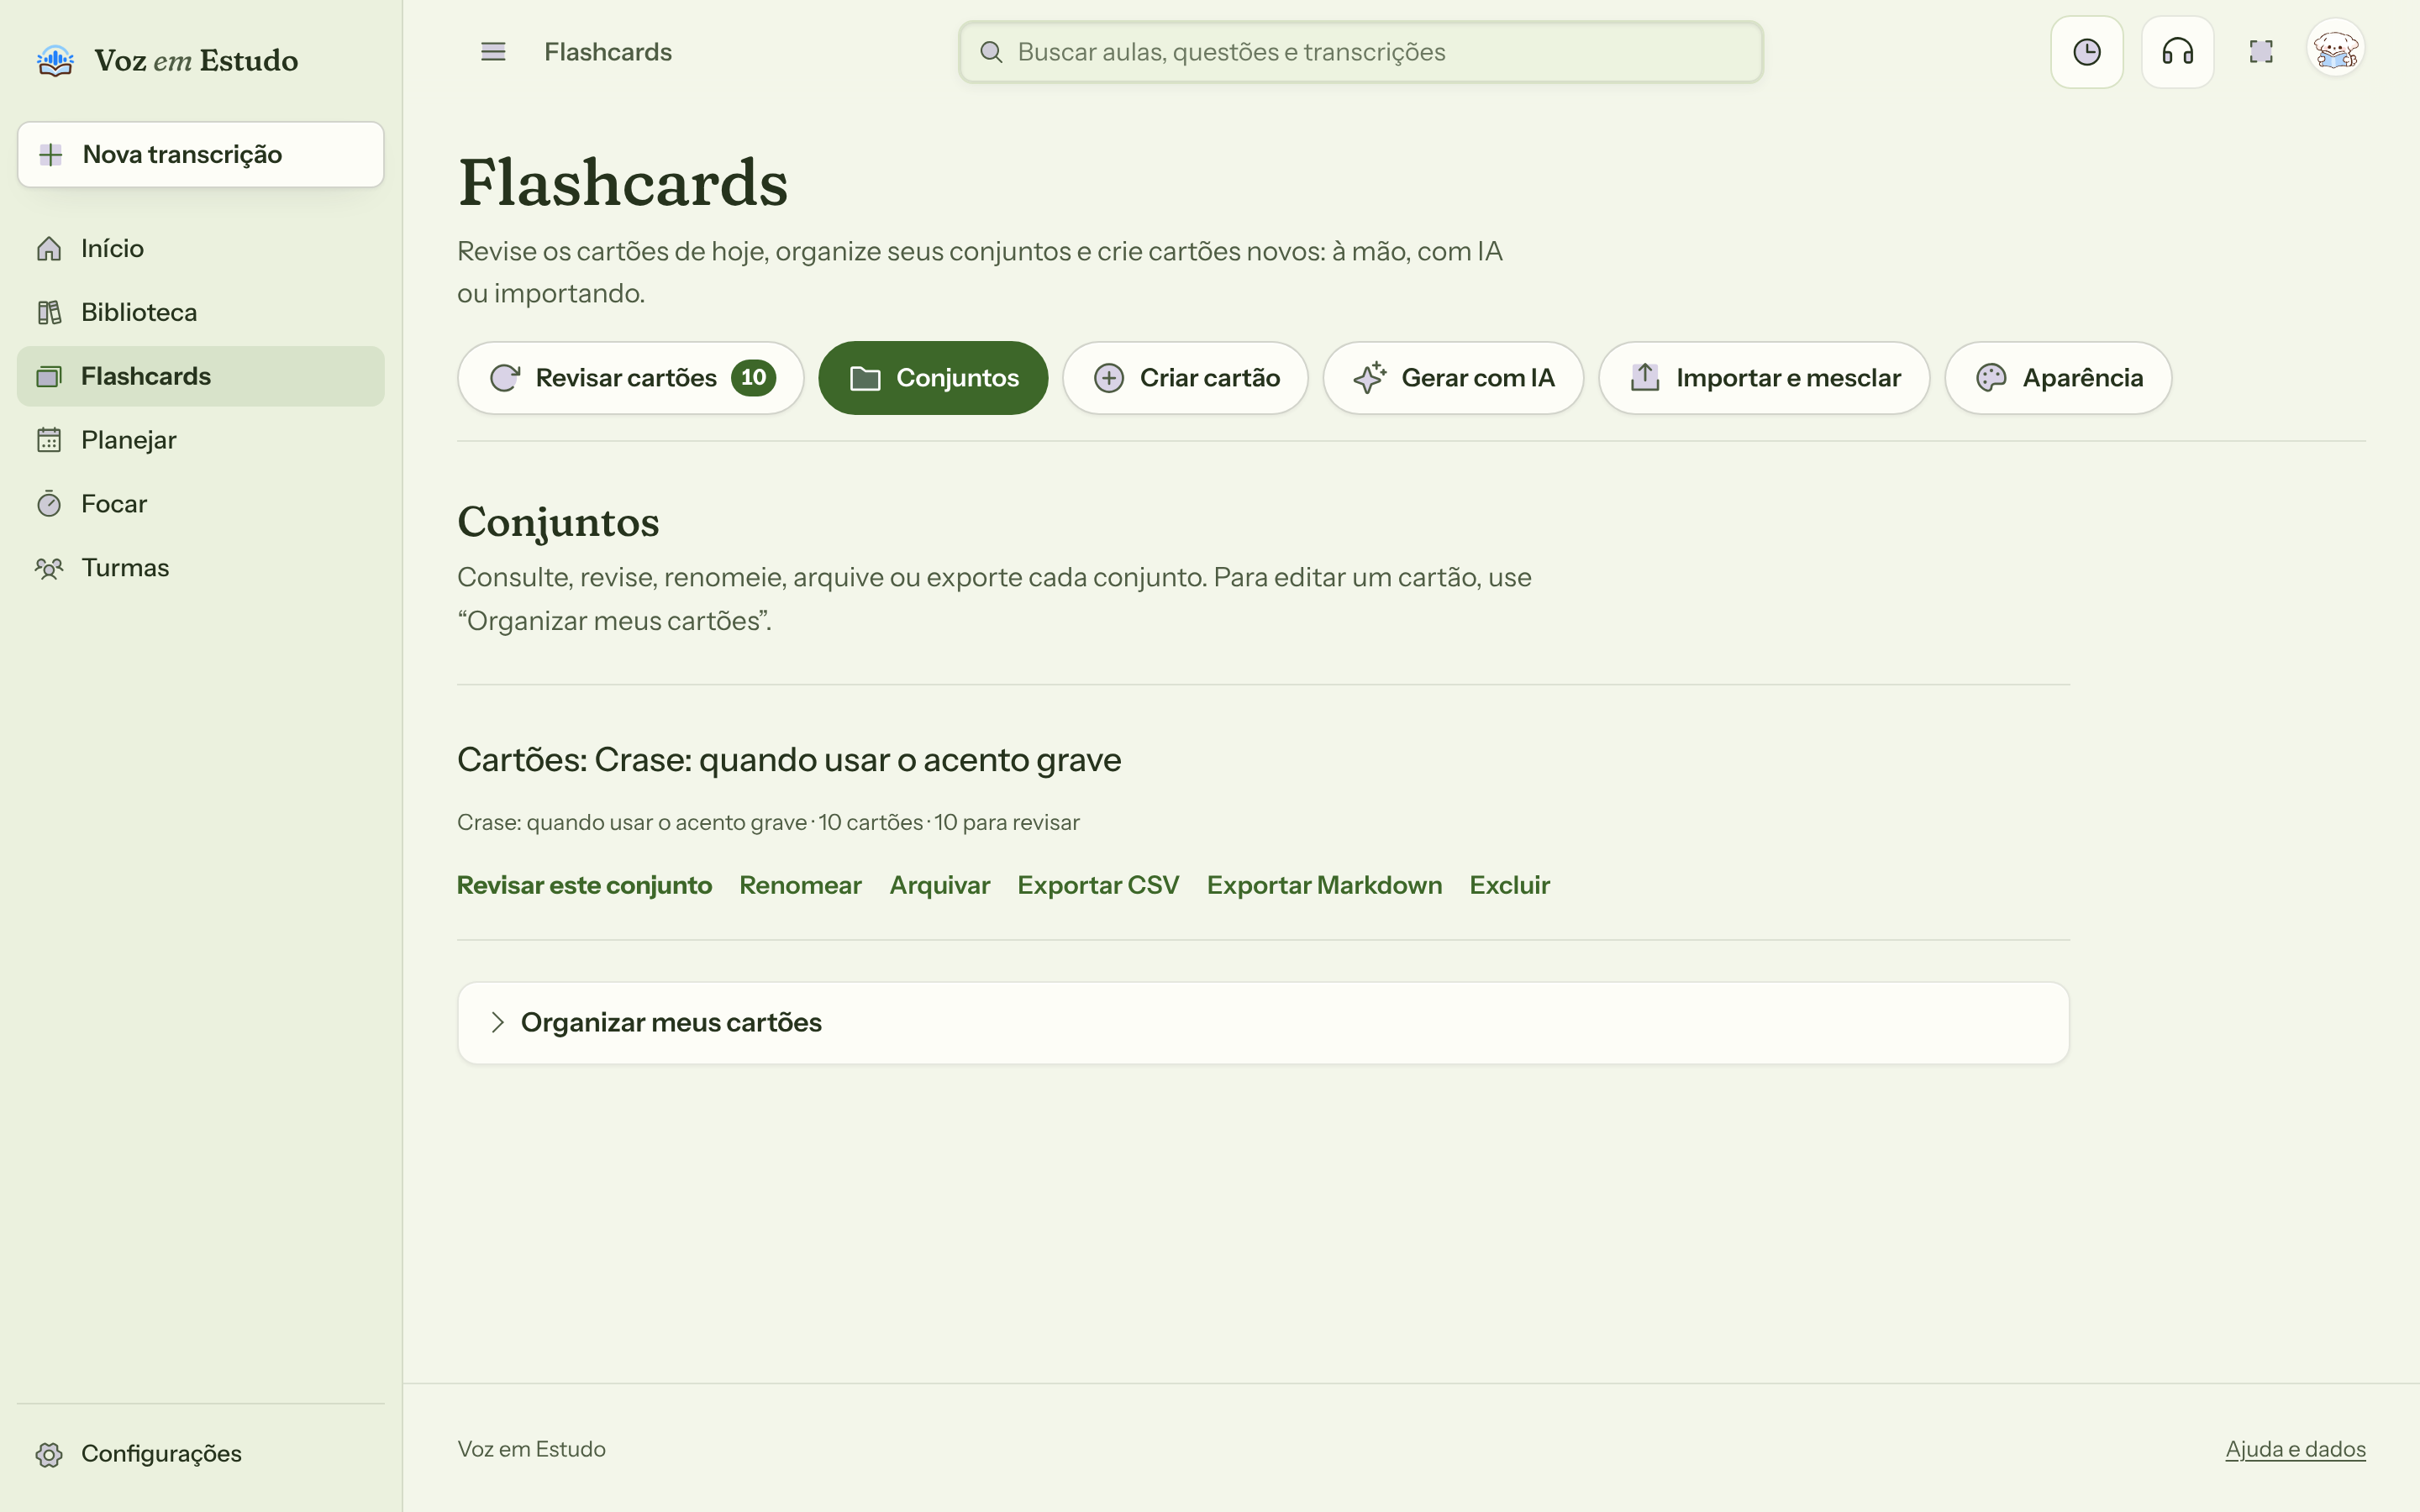 Voz em Estudo
Flashcards
Buscar aulas, questões e transcrições
Nova transcrição
Início
Biblioteca
Flashcards
Planejar
Focar
Turmas
Configurações
Flashcards
Revise os cartões de hoje, organize seus conjuntos e crie cartões novos: à mão, com IA
ou importando.
Revisar cartões 10
Conjuntos
Criar cartão
Gerar com IA
Importar e mesclar
Aparência
Conjuntos
Consulte, revise, renomeie, arquive ou exporte cada conjunto. Para editar um cartão, use
“Organizar meus cartões”.
Cartões: Crase: quando usar o acento grave
Crase: quando usar o acento grave · 10 cartões · 10 para revisar
Revisar este conjunto Renomear Arquivar Exportar CSV Exportar Markdown Excluir
Organizar meus cartões
Voz em Estudo
Ajuda e dados